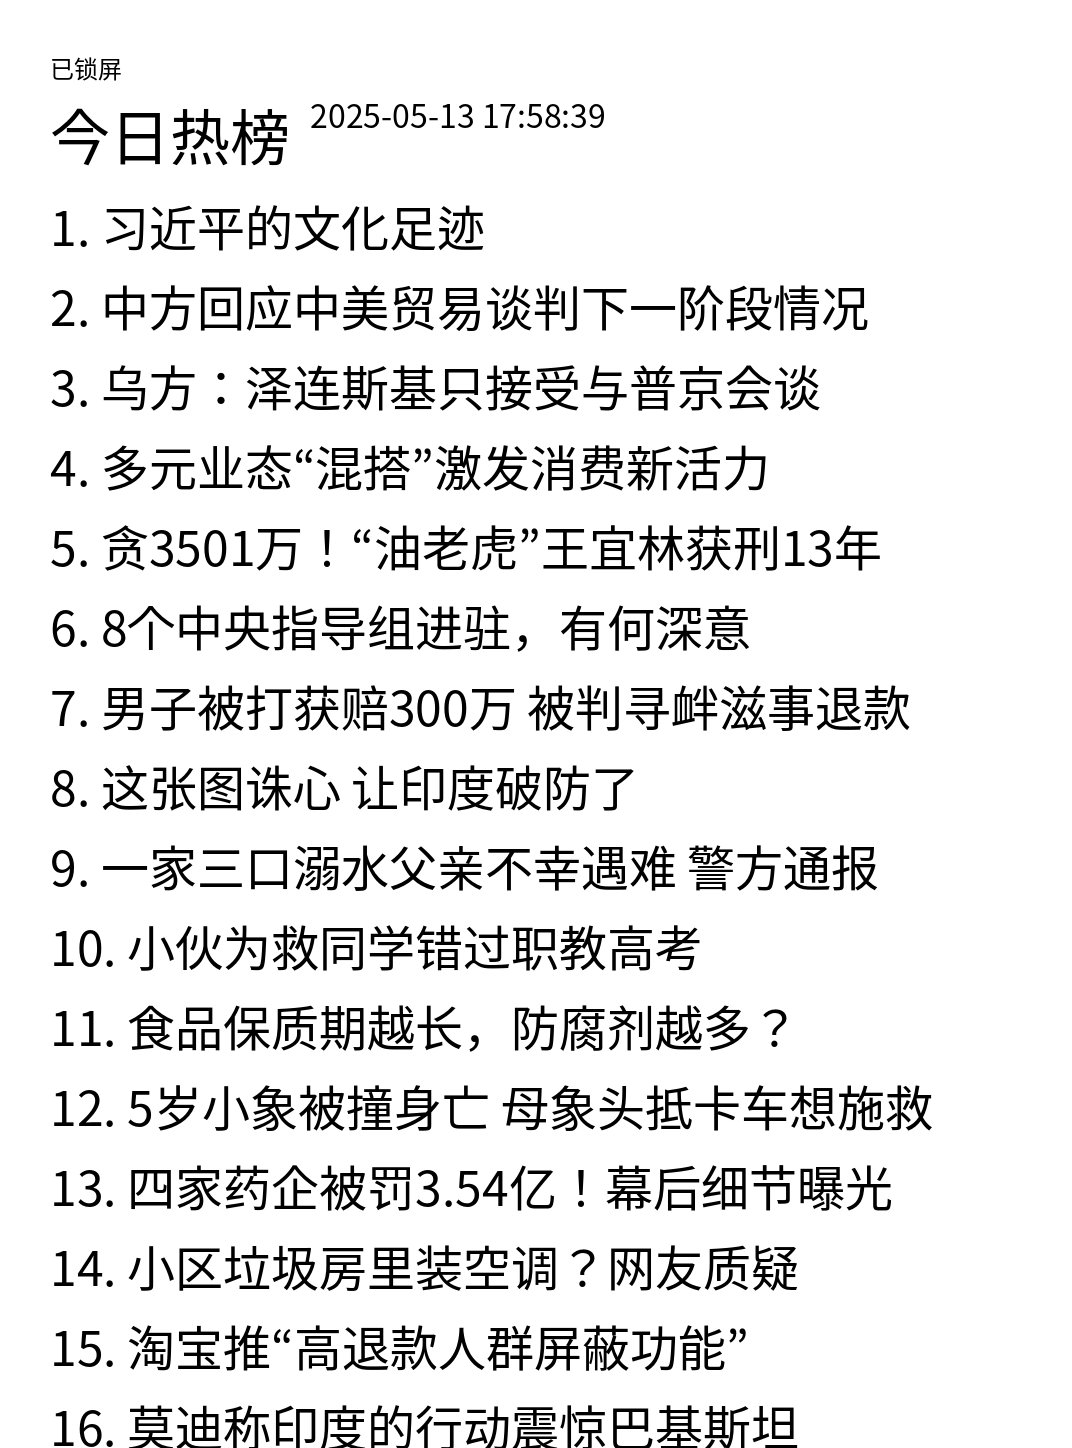 已锁屏
今日热榜 2025-05-13 17:58:39
1. 习近平的文化足迹
2. 中方回应中美贸易谈判下一阶段情况
3. 乌方：泽连斯基只接受与普京会谈
4. 多元业态“混搭”激发消费新活力
5. 贪3501万！“油老虎”王宜林获刑13年
6. 8个中央指导组进驻，有何深意
7. 男子被打获赔300万 被判寻衅滋事退款
8. 这张图诛心 让印度破防了
9. 一家三口溺水父亲不幸遇难 警方通报
10. 小伙为救同学错过职教高考
11. 食品保质期越长，防腐剂越多？
12. 5岁小象被撞身亡 母象头抵卡车想施救
13. 四家药企被罚3.54亿！幕后细节曝光
14. 小区垃圾房里装空调？网友质疑
15. 淘宝推“高退款人群屏蔽功能”
16. 莫迪称印度的行动震惊巴基斯坦